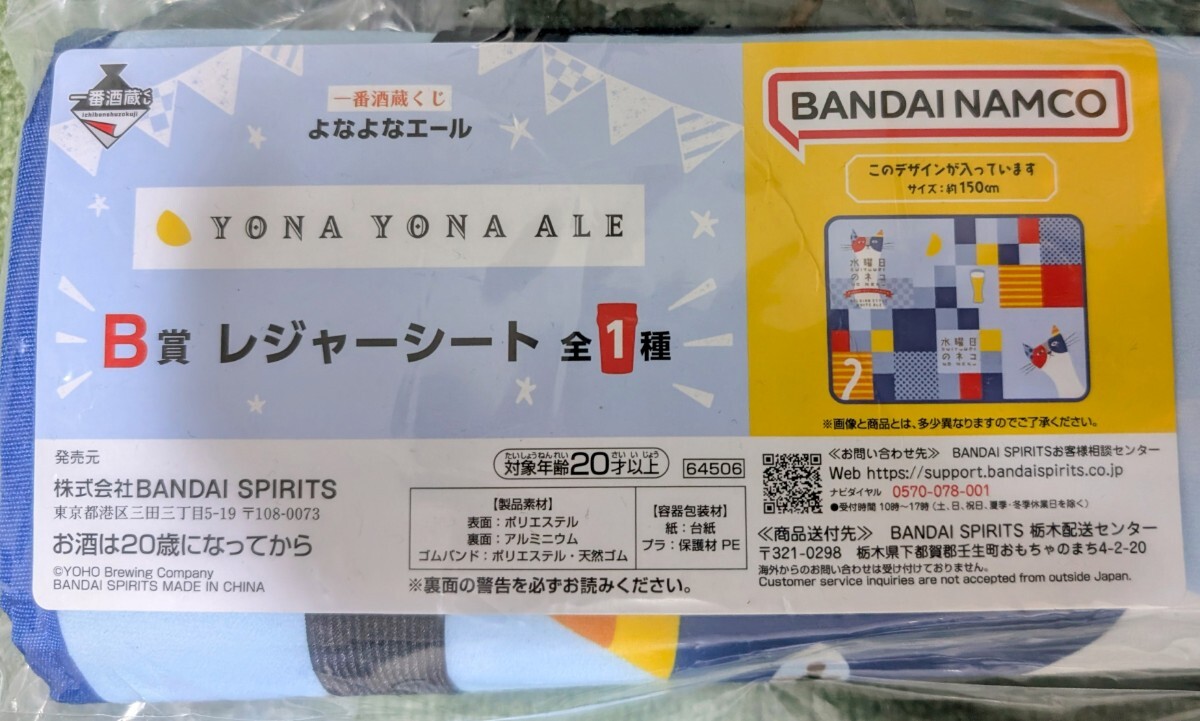 一番酒蔵くじ
ichibansakagurakuji
一番酒蔵くじ
よなよなエール
YONA YONA ALE
B賞 レジャーシート 全1種
BANDAI NAMCO
このデザインが入っています
サイズ：約150cm
水曜日
のネコ
水曜日
のネコ
※画像と商品とは、多少異なりますのでご了承ください。
発売元
株式会社BANDAI SPIRITS
東京都港区三田三丁目5-19 〒108-0073
お酒は20歳になってから
©YOHO Brewing Company
BANDAI SPIRITS MADE IN CHINA
たいしょうねんれい さい いじょう
対象年齢20才以上
64506
【製品素材】
表面：ポリエステル
裏面：アルミニウム
ゴムバンド：ポリエステル・天然ゴム
【容器包装材】
紙：台紙
プラ：保護材 PE
※裏面の警告を必ずお読みください。
≪お問い合わせ先≫ BANDAI SPIRITSお客様相談センター
Web https://support.bandaispirits.co.jp
ナビダイヤル 0570-078-001
●受付時間 10時〜17時（土、日、祝日、夏季・冬季休業日を除く）
≪商品送付先≫ BANDAI SPIRITS 栃木配送センター
〒321-0298 栃木県下都賀郡壬生町おもちゃのまち4-2-20
海外からのお問い合わせは受け付けておりません。
Customer service inquiries are not accepted from outside Japan.